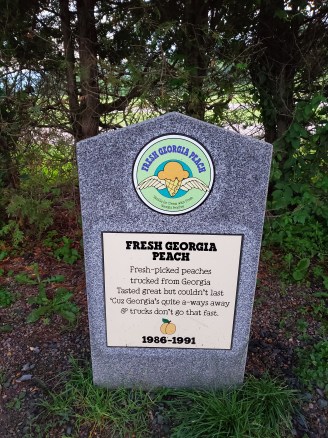 FRESH GEORGIA PEACH
FRESH GEORGIA
PEACH
Fresh-picked peaches
trucked from Georgia
Tasted great but couldn't last
'Cuz Georgia's quite a-ways away
@ trucks don't go that fast.
1986-1991